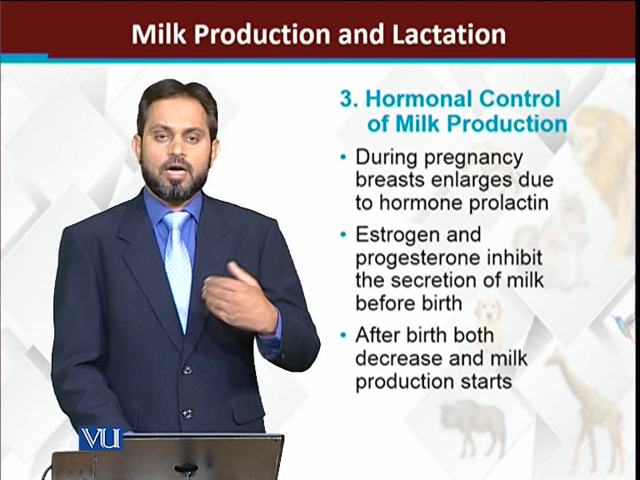 Milk Production and Lactation
3. Hormonal Control
of Milk Production
• During pregnancy
breasts enlarges due
to hormone prolactin
• Estrogen and
progesterone inhibit
the secretion of milk
before birth
• After birth both
decrease and milk
production starts
VU